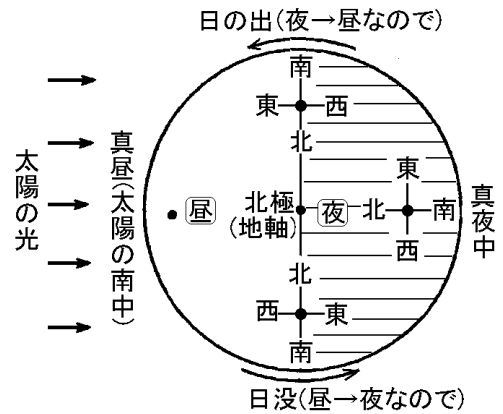 日の出(夜→昼なので)
南
東 西
北
太陽の光
真昼(太陽の南中)
昼
北極
(地軸)
夜
東
北 南
西
真夜中
北
西 東
南
日没(昼→夜なので)